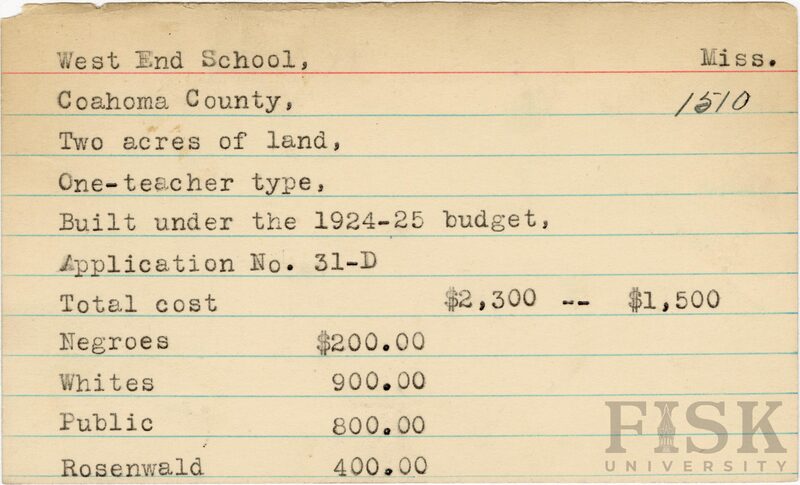 West End School, Miss.
Coahoma County, 1510
Two acres of land,
One-teacher type,
Built under the 1924-25 budget,
Application No. 31-D
Total cost $2,300 -- $1,500
Negroes $200.00
Whites 900.00
Public 800.00
Rosenwald 400.00
FISK
UNIVERSITY